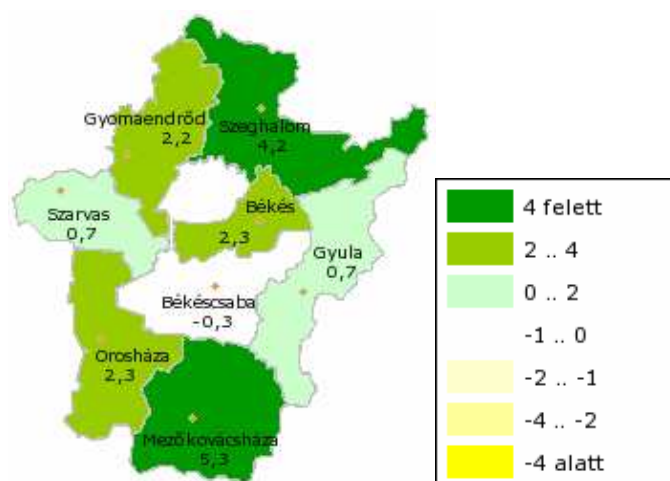 Gyomaendrőd
2,2
Szeghalom
4,2
Szarvas
0,7
Békés
2,3
Gyula
0,7
Békéscsaba
-0,3
Orosháza
2,3
Mezőkovácsháza
5,3
4 felett
2 .. 4
0 .. 2
-1 .. 0
-2 .. -1
-4 .. -2
-4 alatt